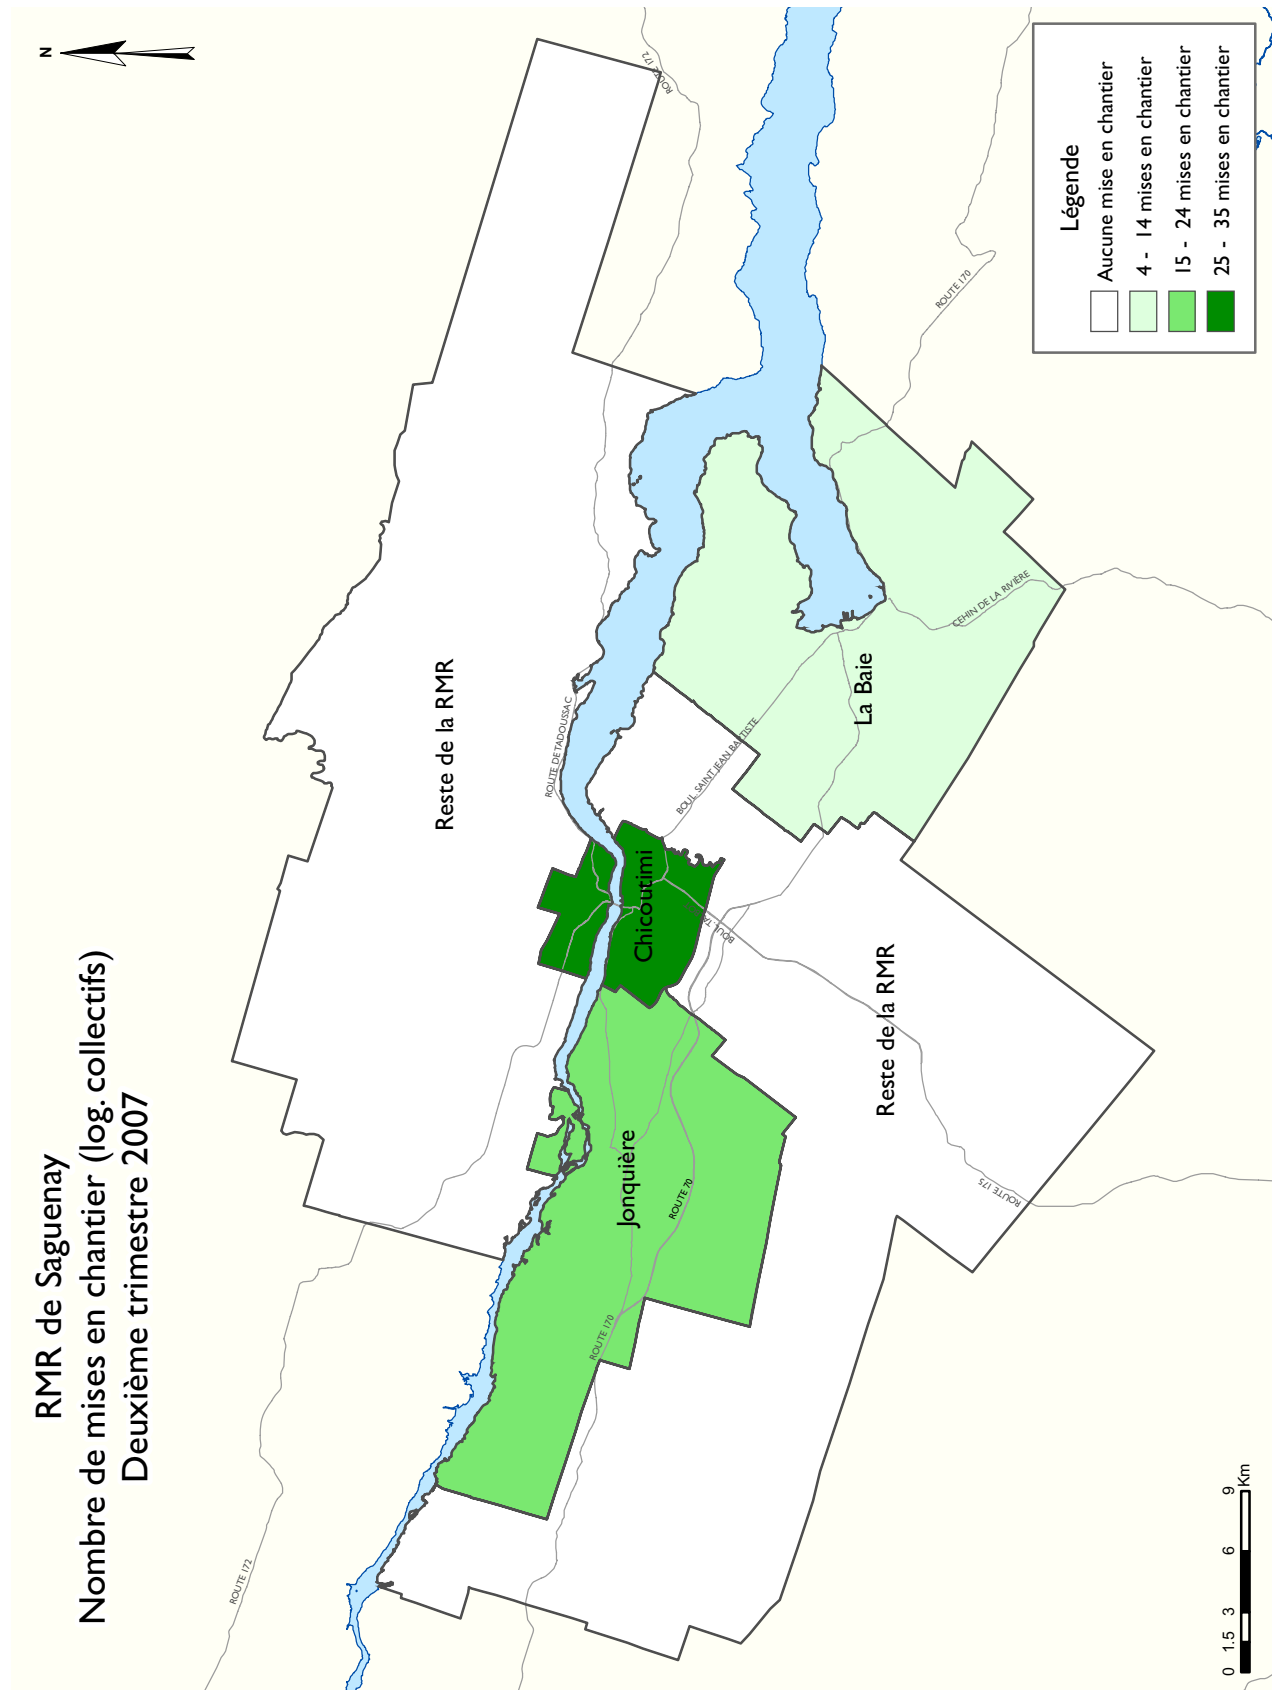 RMR de Saguenay
Nombre de mises en chantier (log. collectifs)
Deuxième trimestre 2007
N
ROUTE 172
ROUTE 172
Reste de la RMR
ROUTE DE TADOUSSAC
Chicoutimi
BOUL. SAINT JEAN BAPTISTE
ROUTE 170
Jonquière
ROUTE 70
ROUTE 170
La Baie
CEHIN DE LA RIVIÈRE
Reste de la RMR
ROUTE 175
Légende
Aucune mise en chantier
4 - 14 mises en chantier
15 - 24 mises en chantier
25 - 35 mises en chantier
0 1.5 3 6 9
Km